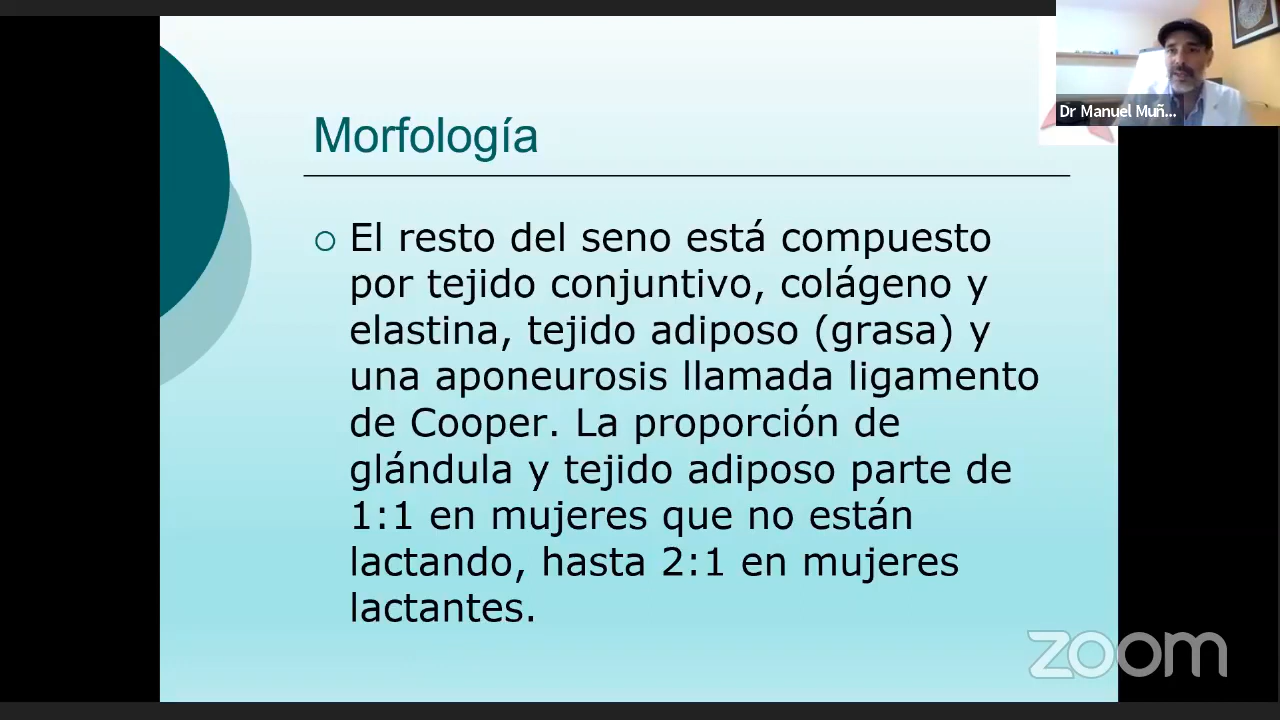 Dr Manuel Muñ...
Morfología
El resto del seno está compuesto
por tejido conjuntivo, colágeno y
elastina, tejido adiposo (grasa) y
una aponeurosis llamada ligamento
de Cooper. La proporción de
glándula y tejido adiposo parte de
1:1 en mujeres que no están
lactando, hasta 2:1 en mujeres
lactantes.
zoom